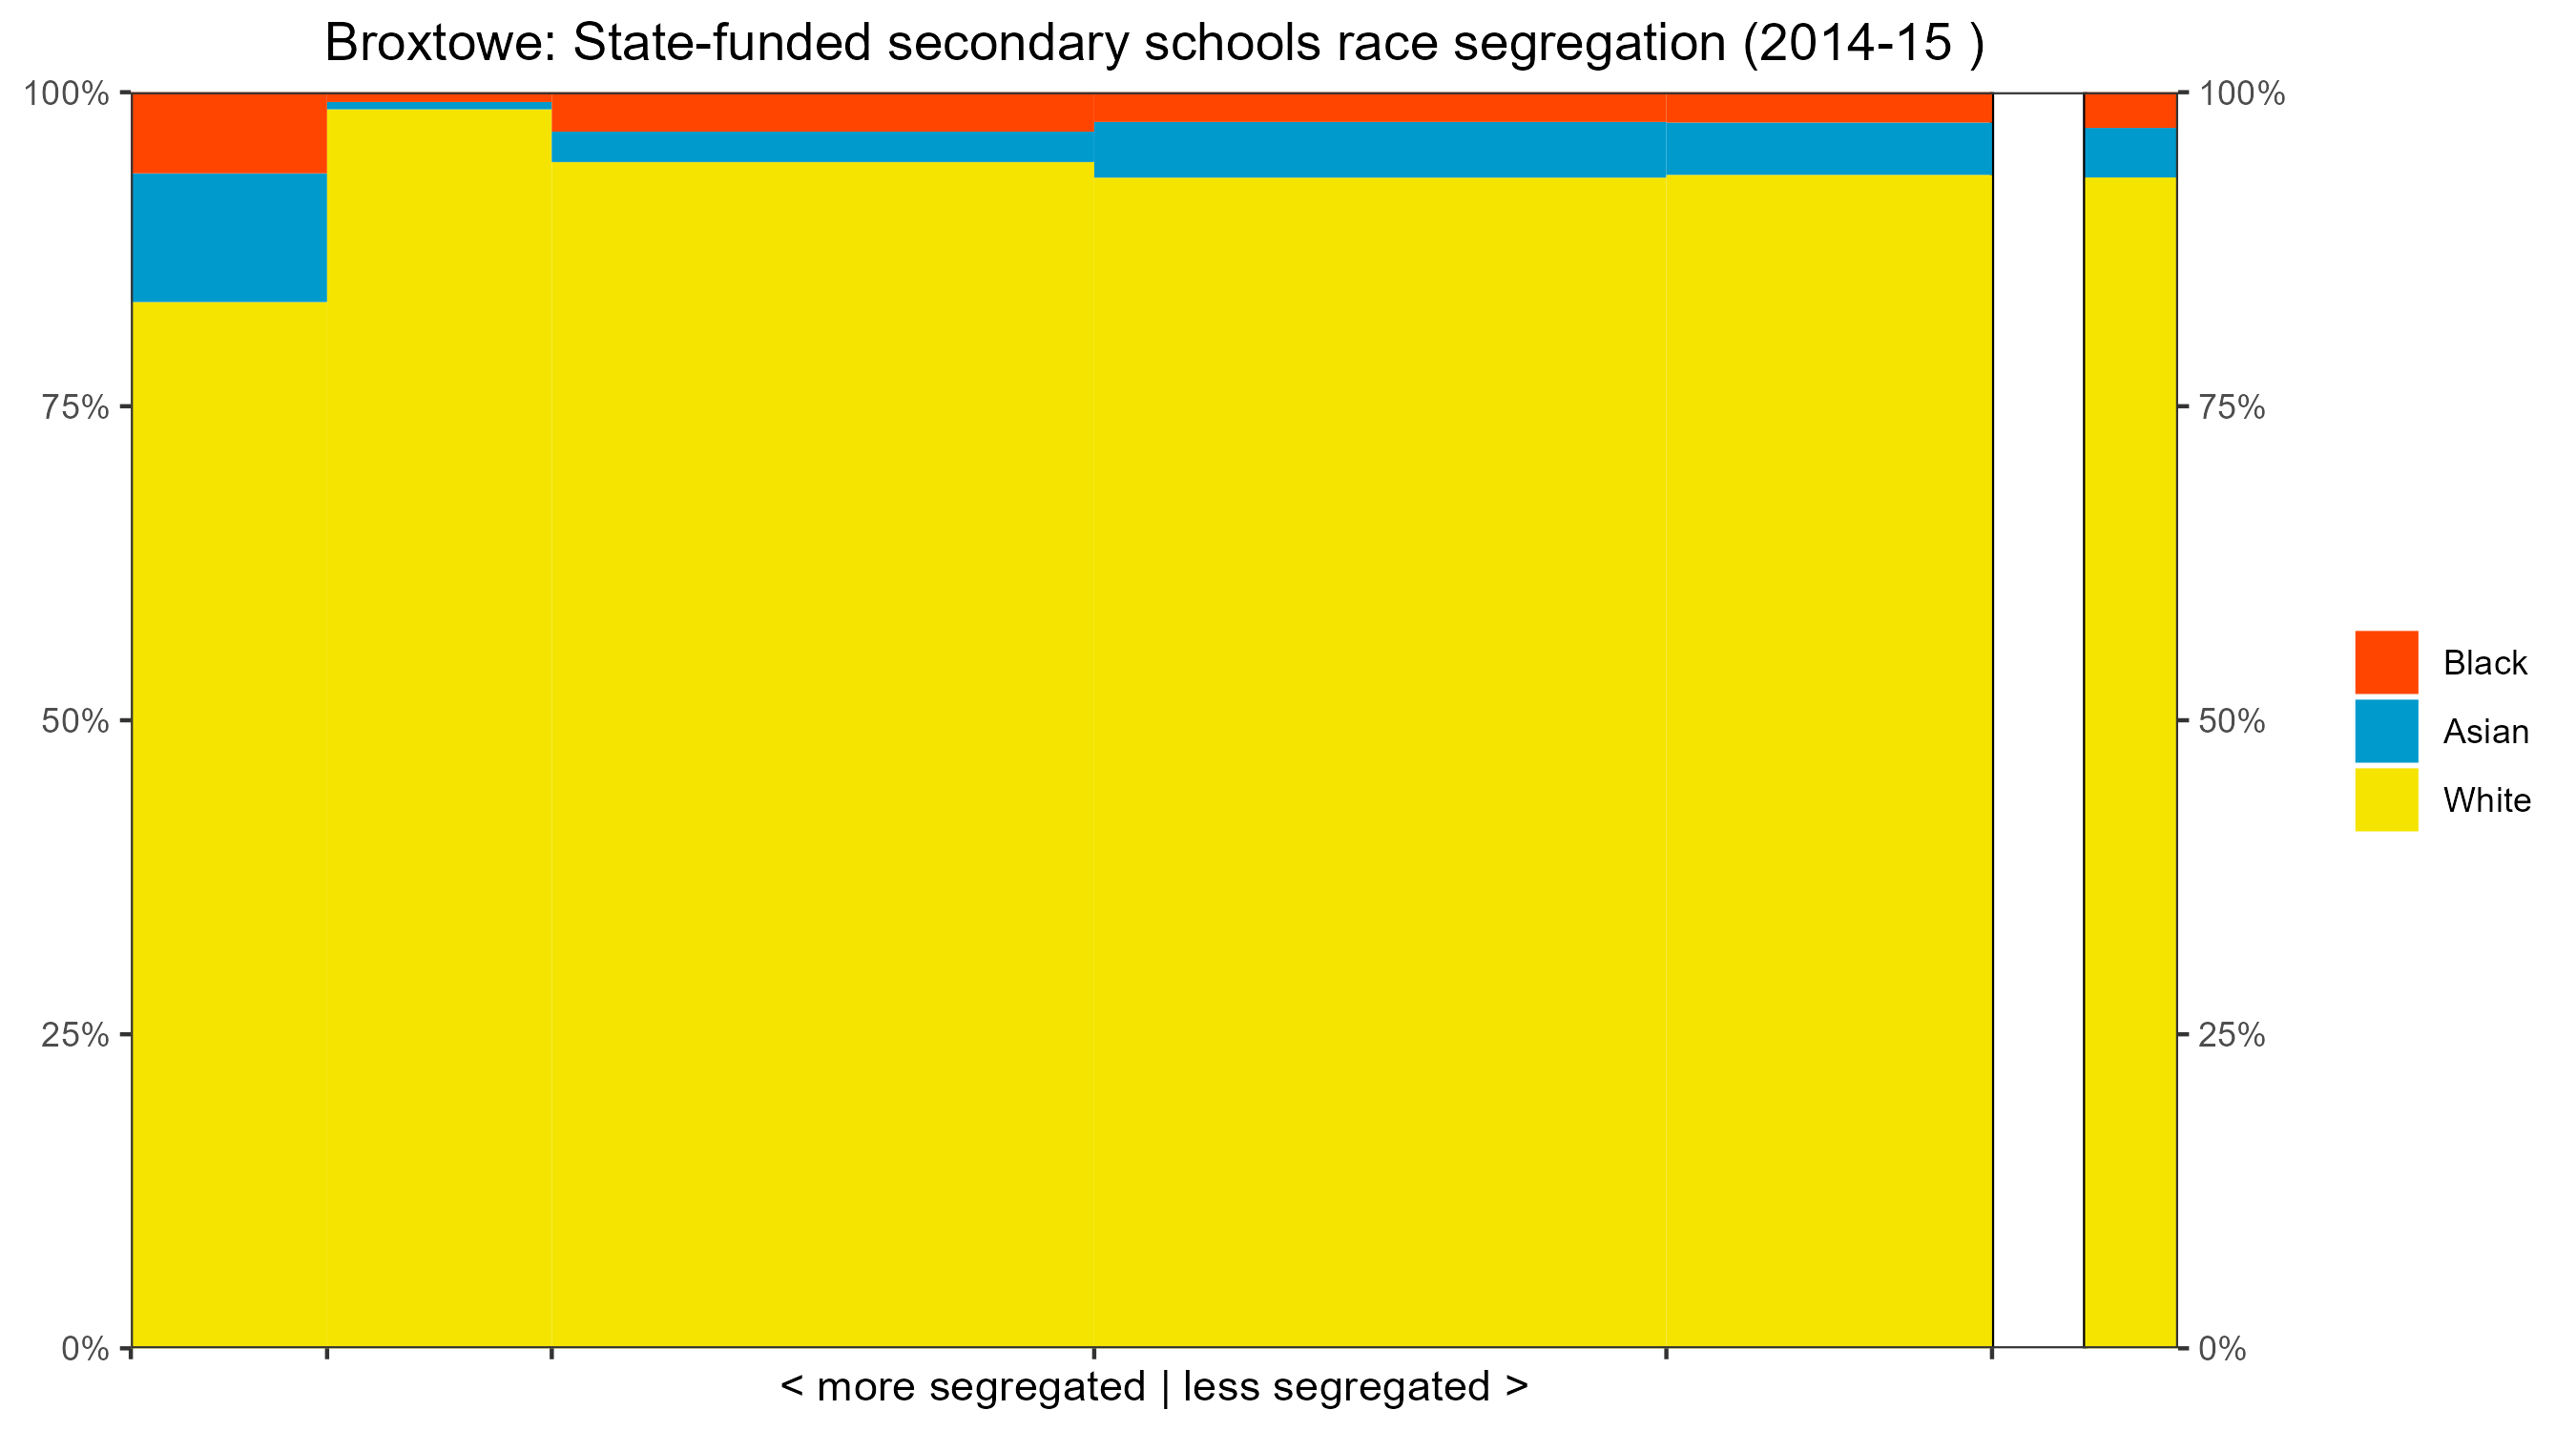 Broxtowe: State-funded secondary schools race segregation (2014-15 )
100%
75%
50%
25%
0%
100%
75%
50%
25%
0%
Black
Asian
White
< more segregated | less segregated >